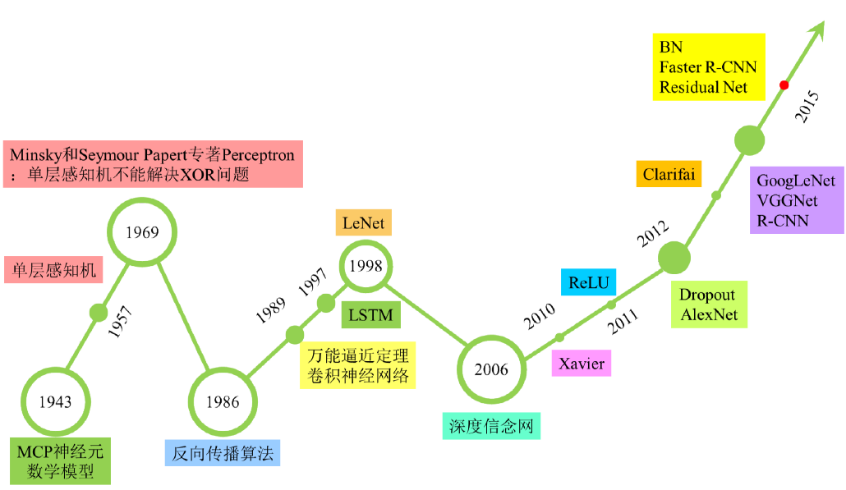 BN
Faster R-CNN
Residual Net
2015
Minsky和Seymour Papert专著Perceptron
：单层感知机不能解决XOR问题
Clarifai
GoogLeNet
VGGNet
R-CNN
1969
LeNet
2012
单层感知机
1998
1997
ReLU
1989
1957
LSTM
2010
2011
Dropout
AlexNet
万能逼近定理
卷积神经网络
2006
Xavier
1943
1986
深度信念网
MCP神经元
数学模型
反向传播算法